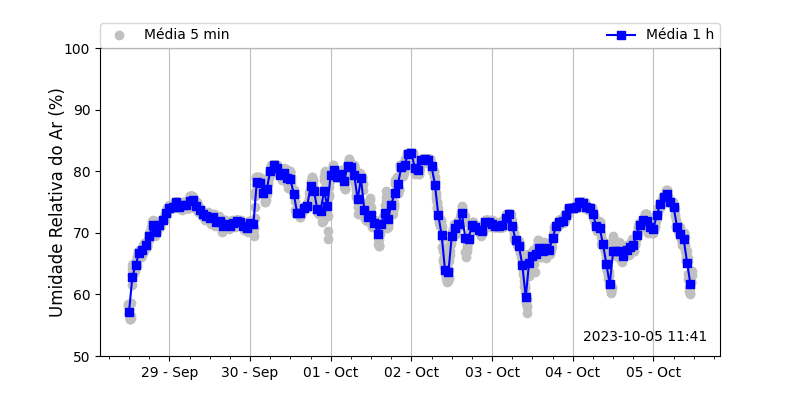 Média 5 min
Média 1 h
Umidade Relativa do Ar (%)
100
90
80
70
60
50
2023-10-05 11:41
29 - Sep
30 - Sep
01 - Oct
02 - Oct
03 - Oct
04 - Oct
05 - Oct